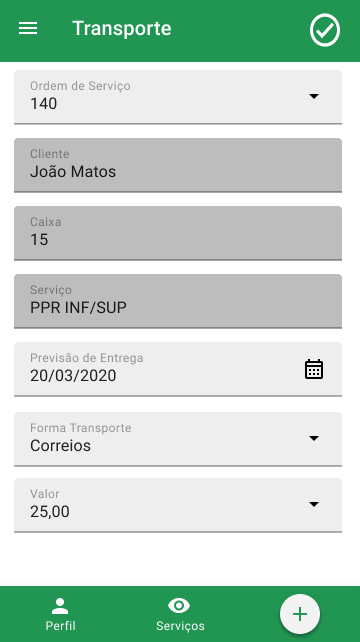 Transporte
Ordem de Serviço
140
Cliente
João Matos
Caixa
15
Serviço
PPR INF/SUP
Previsão de Entrega
20/03/2020
Forma Transporte
Correios
Valor
25,00
Perfil
Serviços